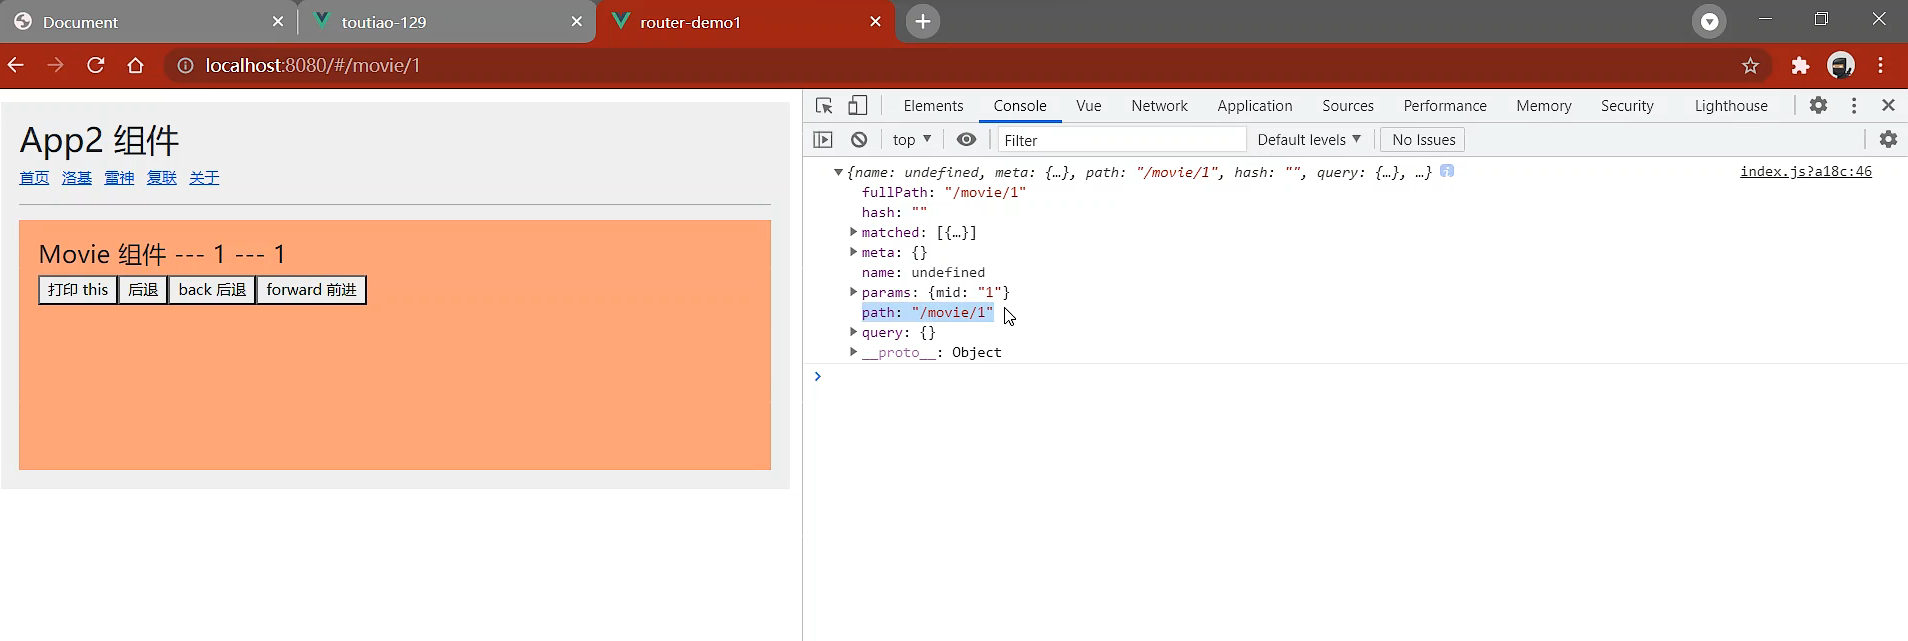 Document
toutiao-129
router-demo1
localhost:8080/#/movie/1
App2 组件
首页 洛基 雷神 复联 关于
Movie 组件 --- 1 --- 1
打印 this 后退 back 后退 forward 前进
Elements Console Vue Network Application Sources Performance Memory Security Lighthouse
top Filter Default levels No Issues
{name: undefined, meta: {…}, path: "/movie/1", hash: "", query: {…}, …} index.js?a18c:46
fullPath: "/movie/1"
hash: ""
matched: [{…}]
meta: {}
name: undefined
params: {mid: "1"}
path: "/movie/1"
query: {}
__proto__: Object